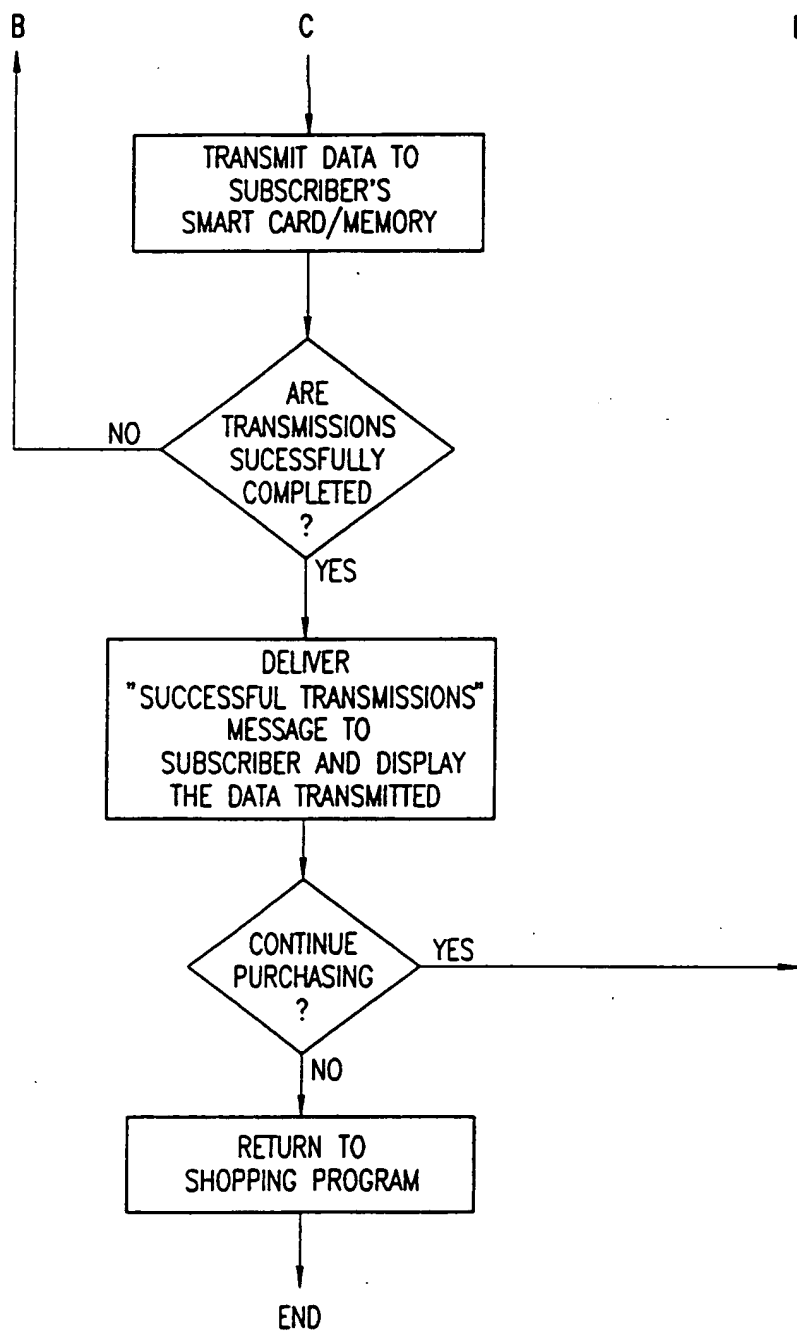 B
C
TRANSMIT DATA TO
SUBSCRIBER'S
SMART CARD/MEMORY
ARE
TRANSMISSIONS
SUCESSFULLY
COMPLETED
?
NO
YES
DELIVER
"SUCCESSFUL TRANSMISSIONS"
MESSAGE TO
SUBSCRIBER AND DISPLAY
THE DATA TRANSMITTED
CONTINUE
PURCHASING
?
YES
NO
RETURN TO
SHOPPING PROGRAM
END